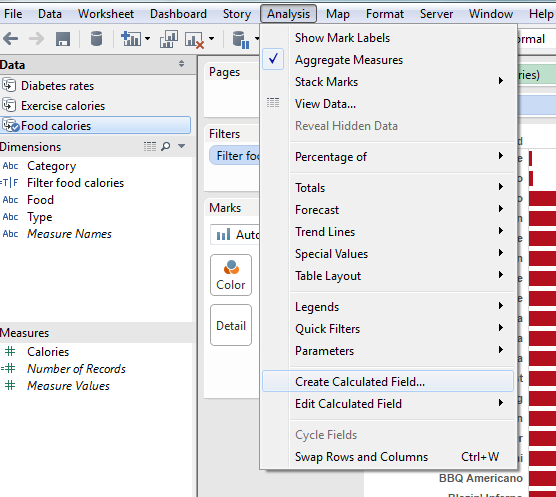 File Data Worksheet Dashboard Story Analysis Map Format Server Window Help
Data
Diabetes rates
Exercise calories
Food calories
Dimensions
Abc Category
=T|F Filter food calories
Abc Food
Abc Type
Abc Measure Names
Measures
Calories
Number of Records
Measure Values
Pages
Filters
Filter foo
Marks
Auto
Color
Detail
Show Mark Labels
Aggregate Measures
Stack Marks
View Data...
Reveal Hidden Data
Percentage of
Totals
Forecast
Trend Lines
Special Values
Table Layout
Legends
Quick Filters
Parameters
Create Calculated Field...
Edit Calculated Field
Cycle Fields
Swap Rows and Columns Ctrl+W
rmal
ries)
d
BBQ Americano